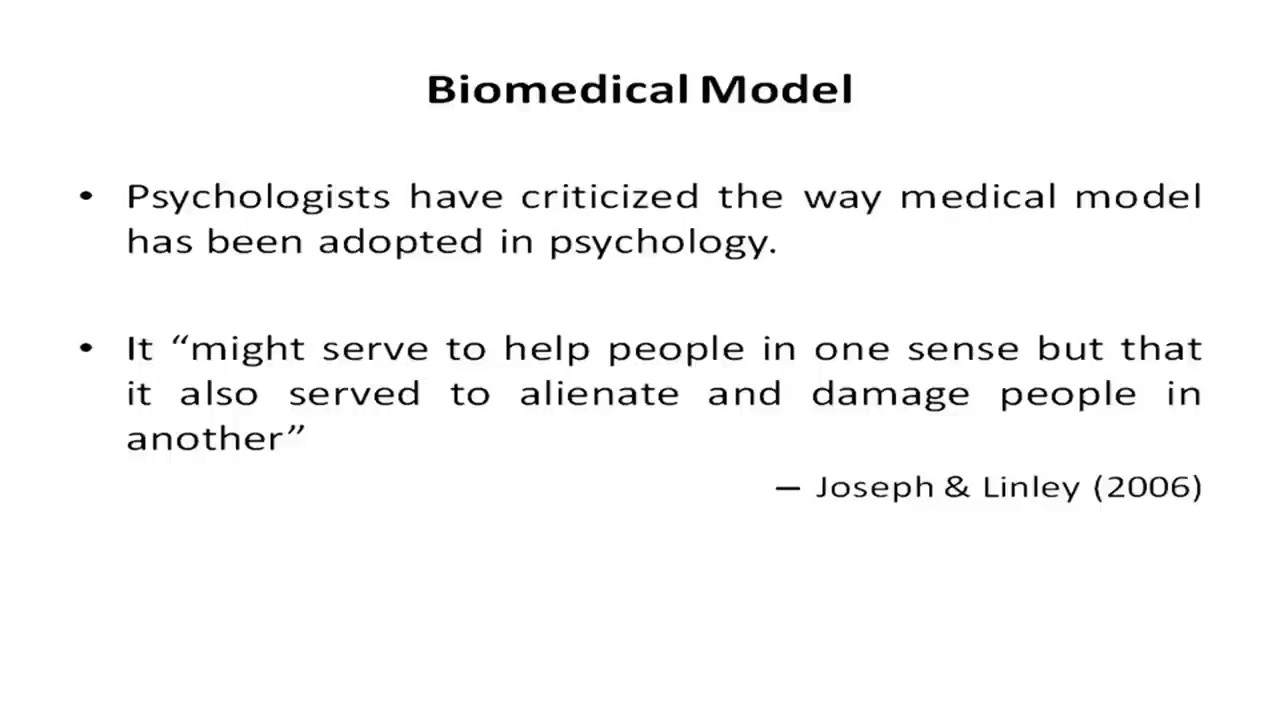 Biomedical Model
• Psychologists have criticized the way medical model
has been adopted in psychology.
• It “might serve to help people in one sense but that
it also served to alienate and damage people in
another”
— Joseph & Linley (2006)